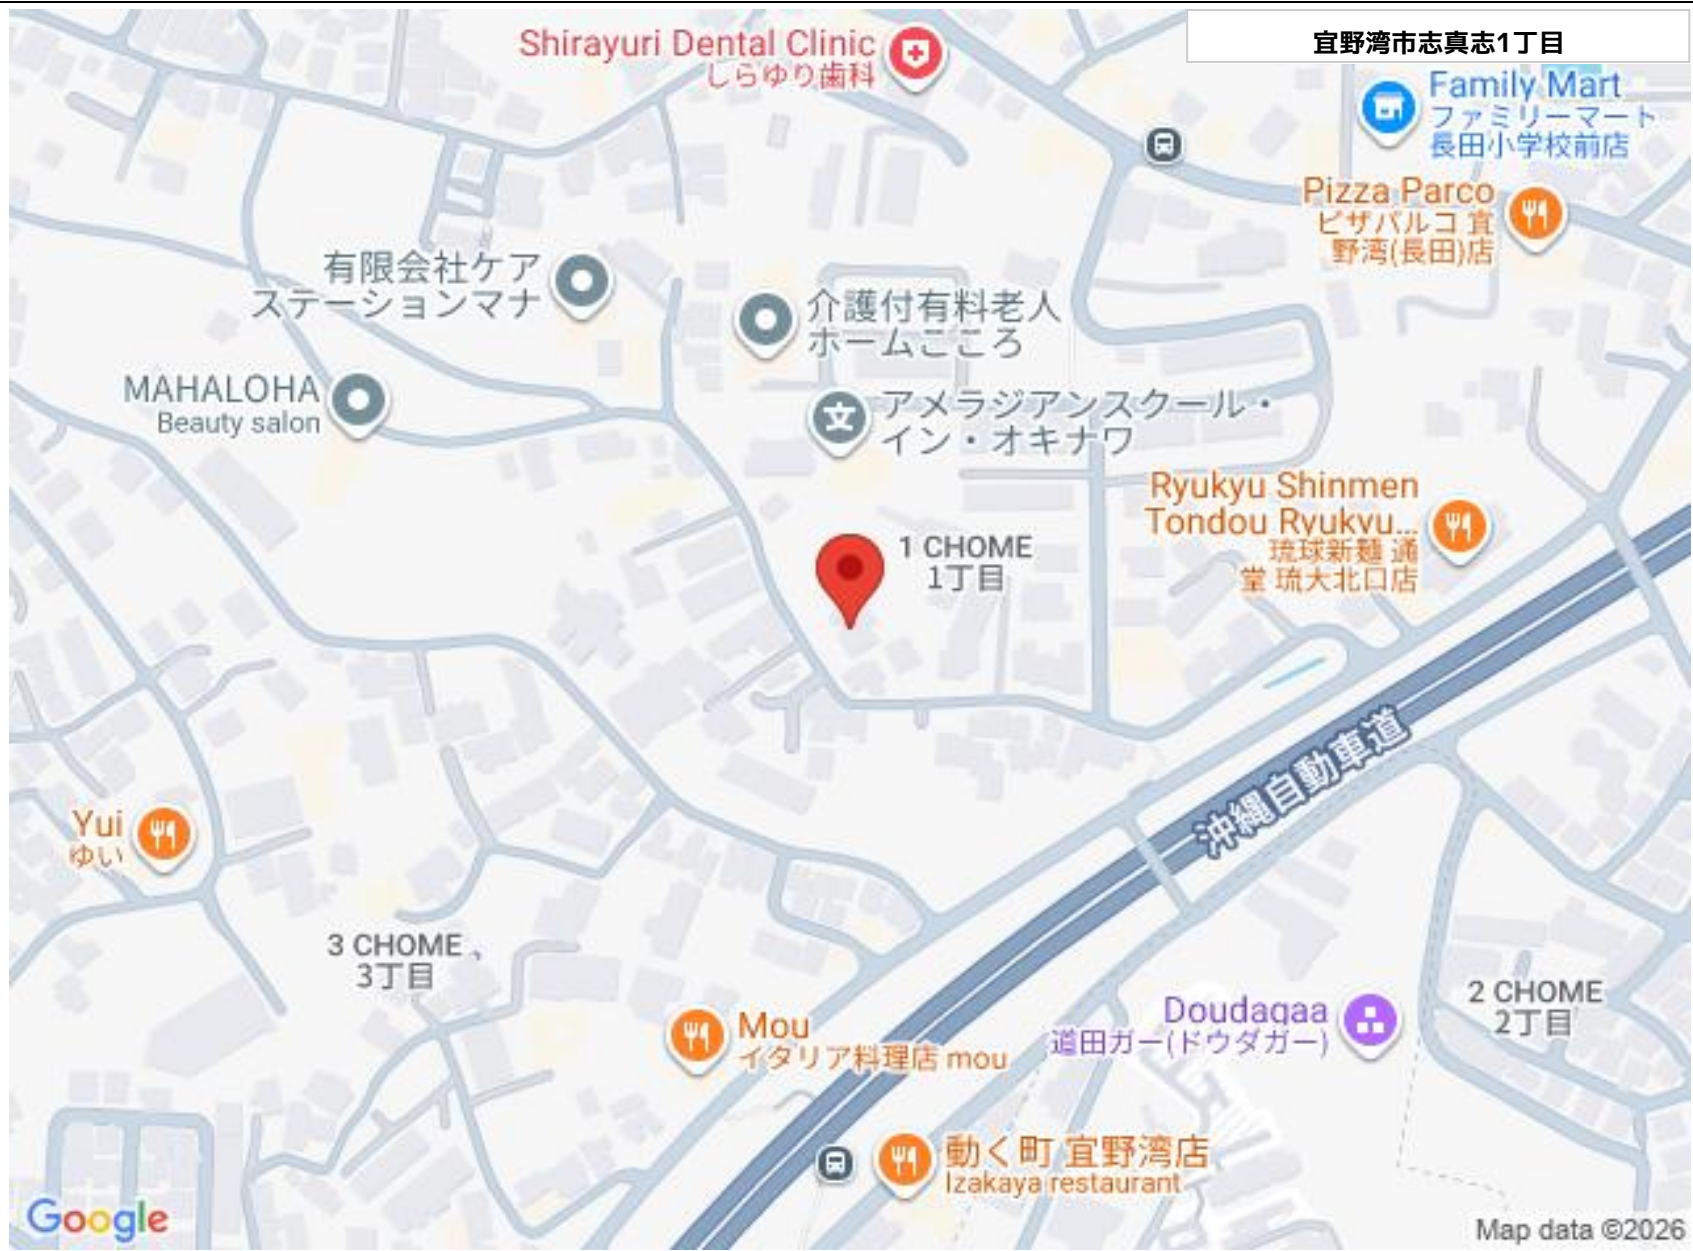 宜野湾市志真志1丁目
Shirayuri Dental Clinic
しらゆり歯科
Family Mart
ファミリーマート
長田小学校前店
Pizza Parco
ピザパルコ 宜
野湾(長田)店
有限会社ケア
ステーションマナ
介護付有料老人
ホームこころ
MAHALOHA
Beauty salon
アメラジアンスクール・
イン・オキナワ
Ryukyu Shinmen
Tondou Ryukyu...
琉球新麺 通
堂 琉大北口店
1 CHOME
1丁目
沖縄自動車道
Yui
ゆい
3 CHOME
3丁目
2 CHOME
2丁目
Mou
イタリア料理店 mou
Doudagaa
道田ガー(ドウダガー)
動く町 宜野湾店
Izakaya restaurant
Google
Map data ©2026